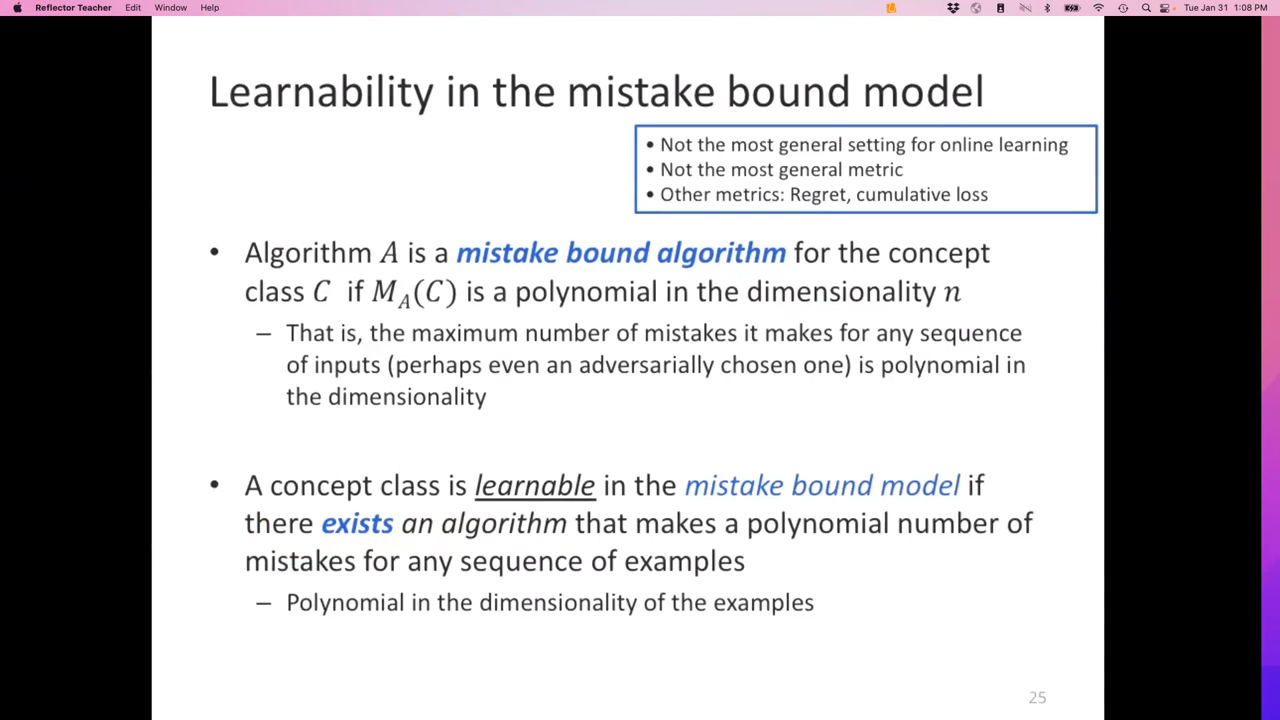 Reflector Teacher Edit Window Help Tue Jan 31 1:08 PM
Learnability in the mistake bound model
• Not the most general setting for online learning
• Not the most general metric
• Other metrics: Regret, cumulative loss
• Algorithm A is a mistake bound algorithm for the concept
class C if M_A(C) is a polynomial in the dimensionality n
– That is, the maximum number of mistakes it makes for any sequence
of inputs (perhaps even an adversarially chosen one) is polynomial in
the dimensionality
• A concept class is learnable in the mistake bound model if
there exists an algorithm that makes a polynomial number of
mistakes for any sequence of examples
– Polynomial in the dimensionality of the examples
25